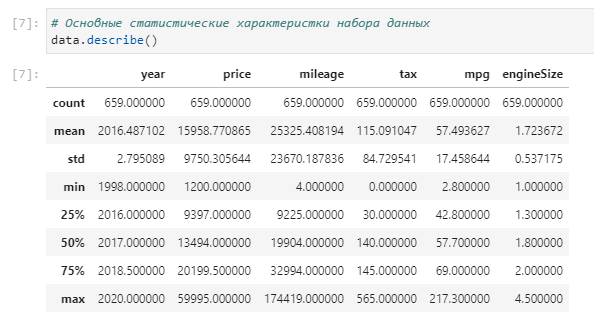 [7]: # Основные статистические характеристки набора данных
data.describe()
[7]: year price mileage tax mpg engineSize
count 659.000000 659.000000 659.000000 659.000000 659.000000 659.000000
mean 2016.487102 15958.770865 25325.408194 115.091047 57.493627 1.723672
std 2.795089 9750.305644 23670.187836 84.729541 17.458644 0.537175
min 1998.000000 1200.000000 4.000000 0.000000 2.800000 1.000000
25% 2016.000000 9397.000000 9225.000000 30.000000 42.800000 1.300000
50% 2017.000000 13494.000000 19904.000000 140.000000 57.700000 1.800000
75% 2018.500000 20199.500000 32994.000000 145.000000 69.000000 2.000000
max 2020.000000 59995.000000 174419.000000 565.000000 217.300000 4.500000